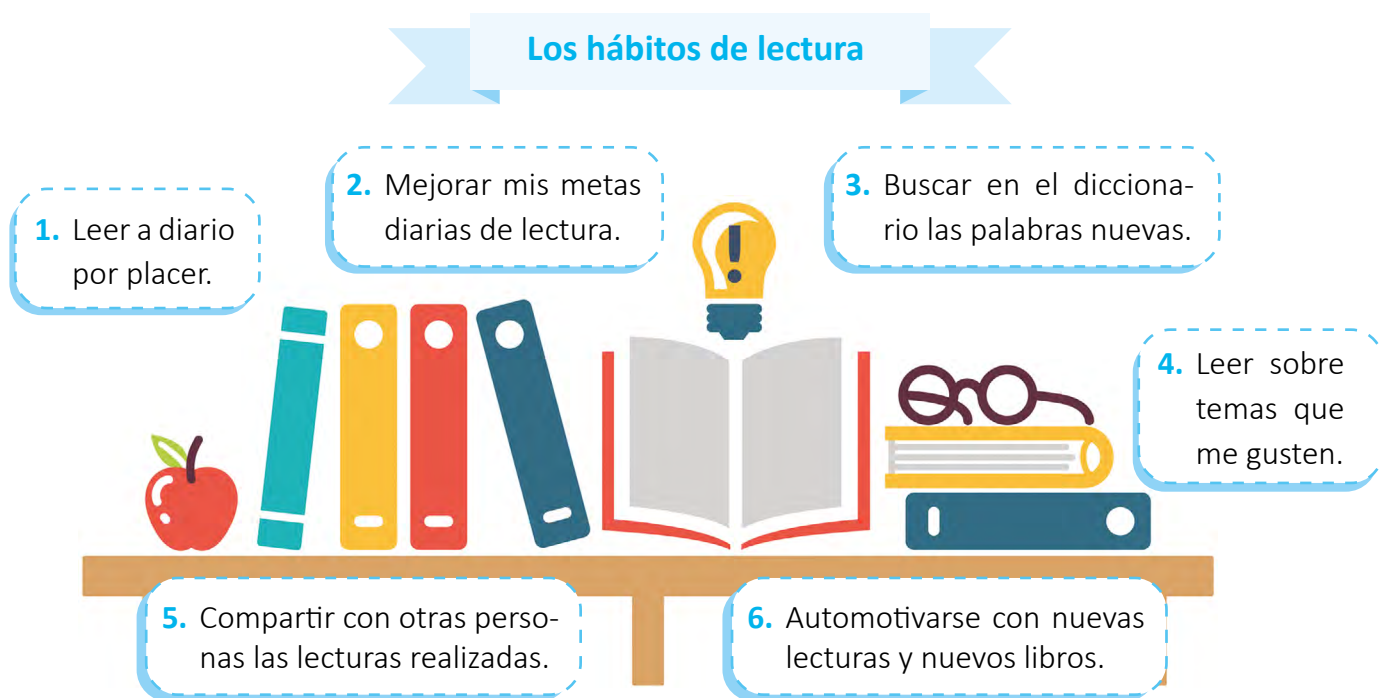 Los hábitos de lectura
1. Leer a diario
por placer.
2. Mejorar mis metas
diarias de lectura.
3. Buscar en el dicciona-
rio las palabras nuevas.
4. Leer sobre
temas que
me gusten.
5. Compartir con otras perso-
nas las lecturas realizadas.
6. Automotivarse con nuevas
lecturas y nuevos libros.